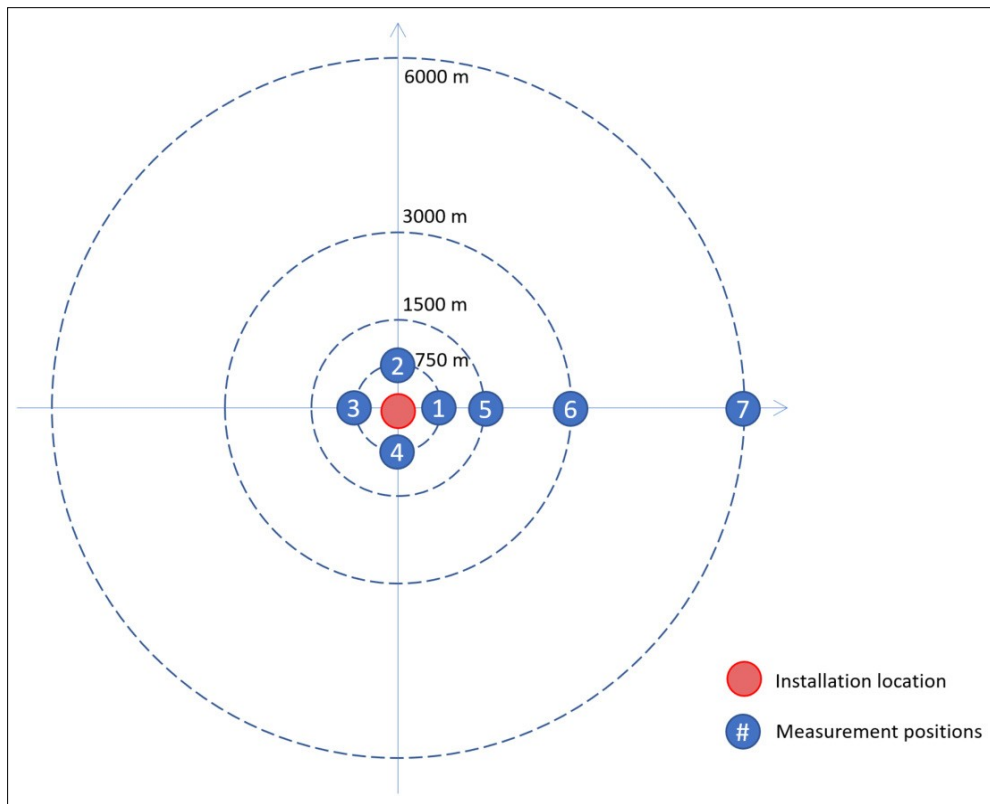 6000 m
3000 m
1500 m
750 m
2
3
1
5
6
7
4
Installation location
# Measurement positions